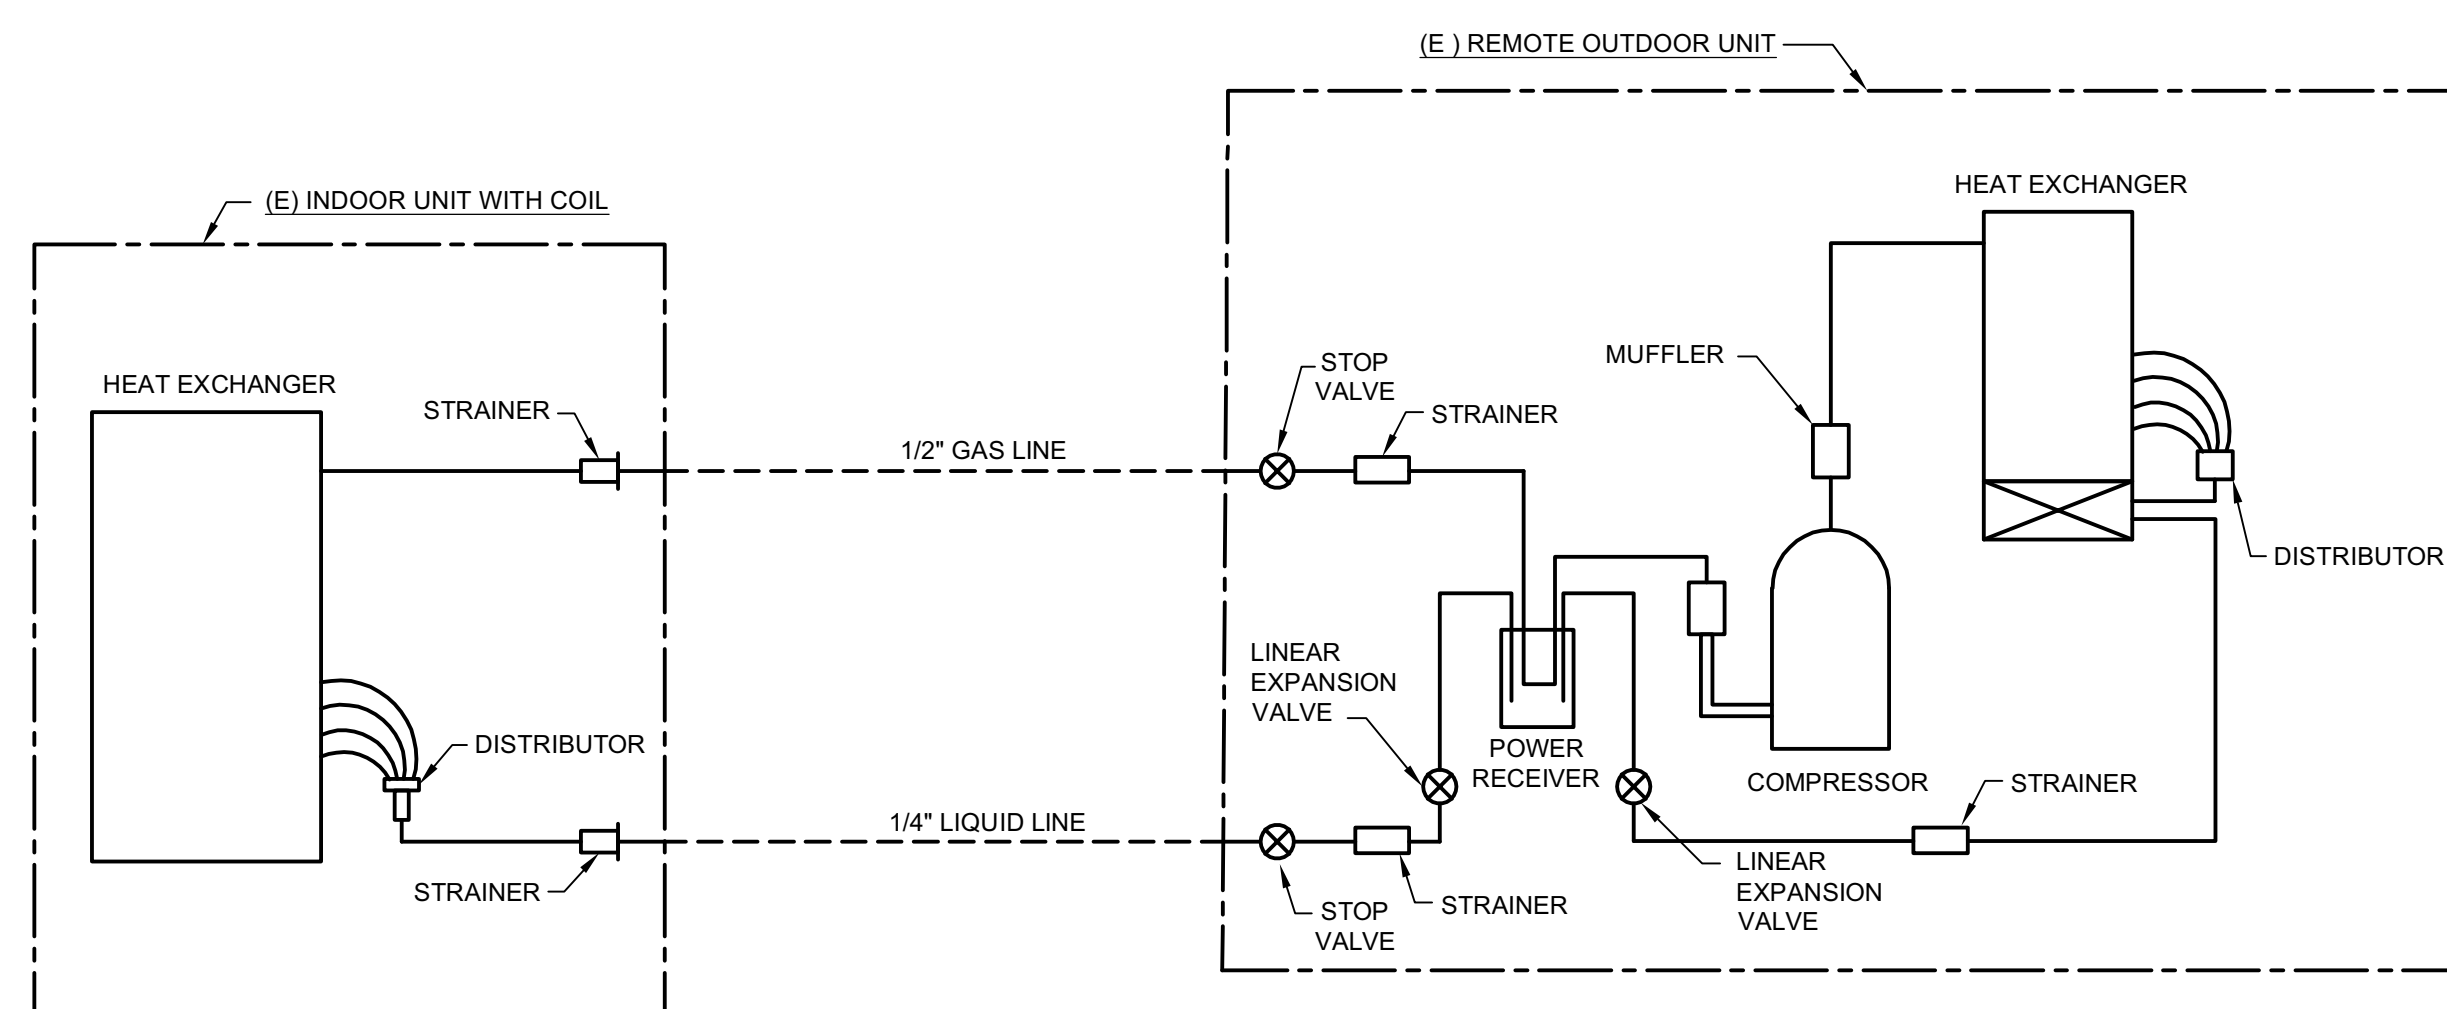 (E ) REMOTE OUTDOOR UNIT
HEAT EXCHANGER
(E) INDOOR UNIT WITH COIL
MUFFLER
STOP
VALVE
HEAT EXCHANGER
STRAINER
STRAINER
1/2" GAS LINE
DISTRIBUTOR
LINEAR
EXPANSION
VALVE
POWER
RECEIVER
DISTRIBUTOR
COMPRESSOR
STRAINER
1/4" LIQUID LINE
LINEAR
EXPANSION
VALVE
STRAINER
STRAINER
STOP
VALVE